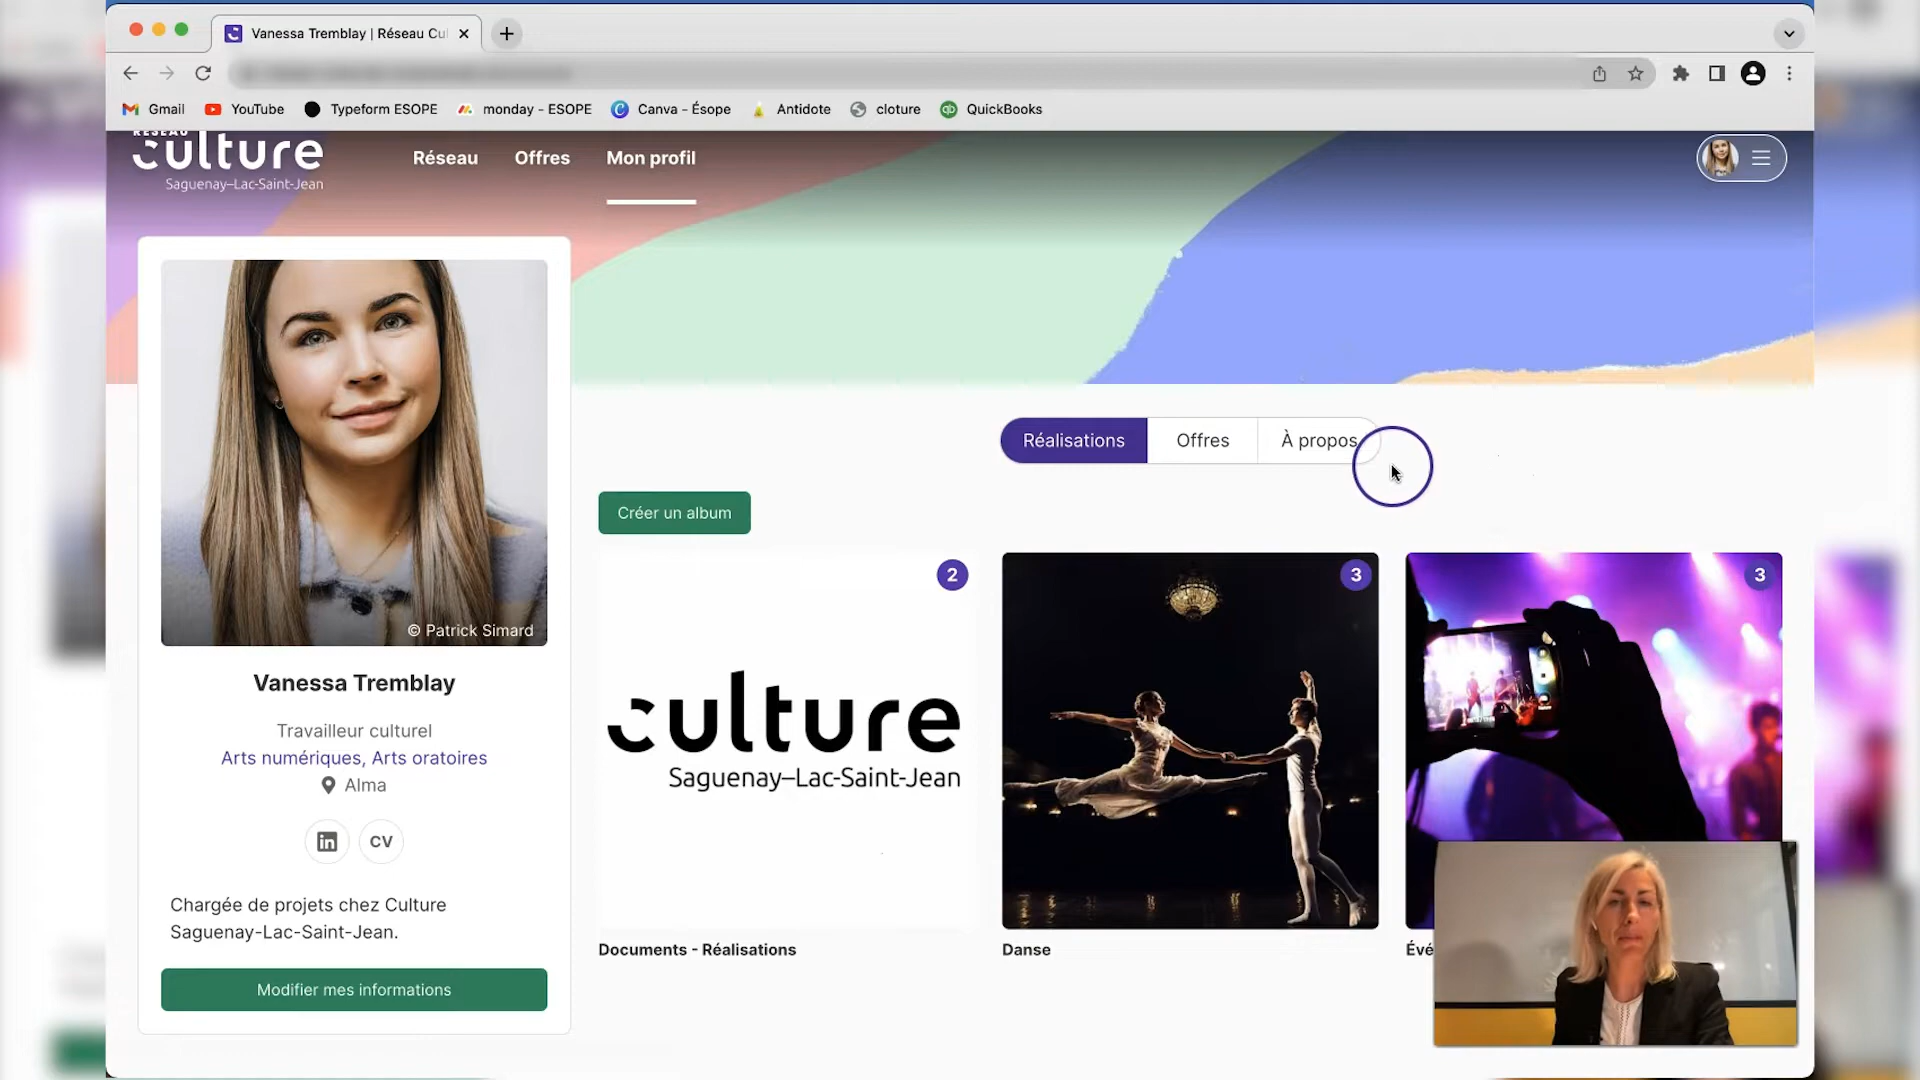 Vanessa Tremblay | Réseau Cu
Gmail
YouTube
Typeform ESOPE
monday - ESOPE
Canva - Ésope
Antidote
cloture
QuickBooks
RÉSEAU
culture
Saguenay–Lac-Saint-Jean
Réseau
Offres
Mon profil
© Patrick Simard
Vanessa Tremblay
Travailleur culturel
Arts numériques, Arts oratoires
Alma
in
CV
Chargée de projets chez Culture
Saguenay-Lac-Saint-Jean.
Modifier mes informations
Réalisations
Offres
À propos
Créer un album
2
culture
Saguenay–Lac-Saint-Jean
Documents - Réalisations
3
Danse
3
Évé